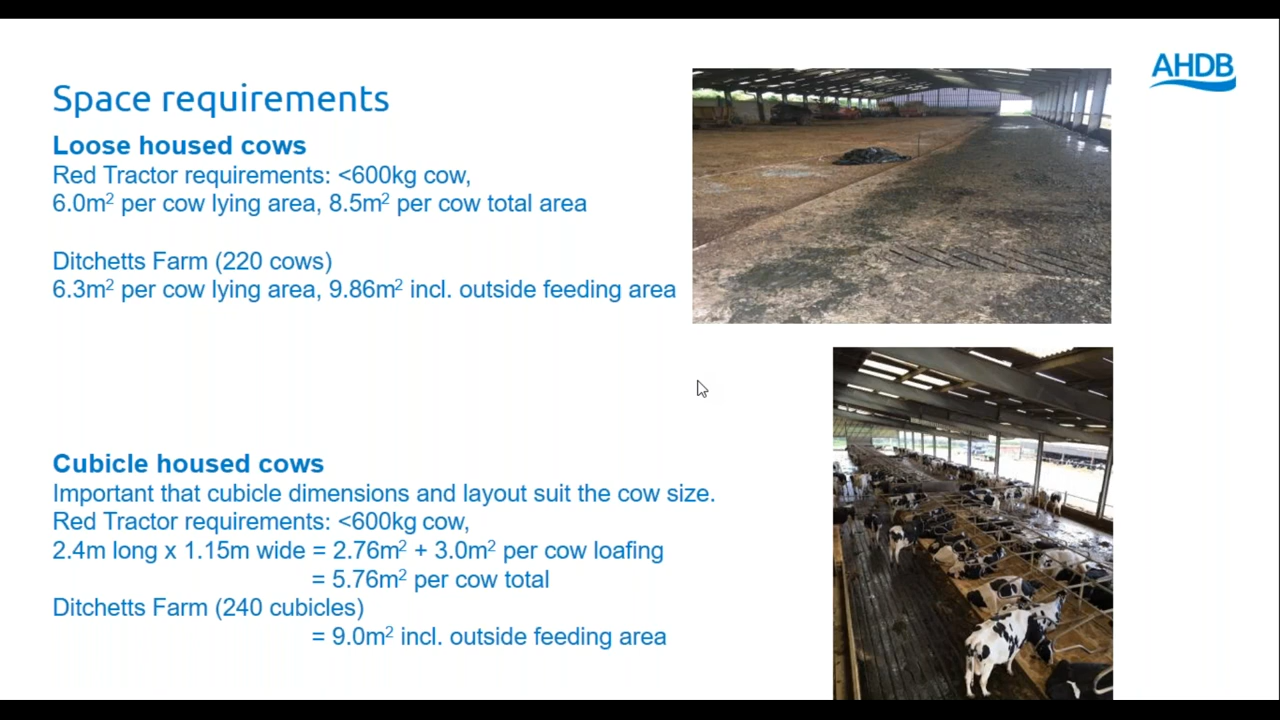 AHDB
Space requirements
Loose housed cows
Red Tractor requirements: <600kg cow,
6.0m² per cow lying area, 8.5m² per cow total area
Ditchetts Farm (220 cows)
6.3m² per cow lying area, 9.86m² incl. outside feeding area
Cubicle housed cows
Important that cubicle dimensions and layout suit the cow size.
Red Tractor requirements: <600kg cow,
2.4m long x 1.15m wide = 2.76m² + 3.0m² per cow loafing
= 5.76m² per cow total
Ditchetts Farm (240 cubicles)
= 9.0m² incl. outside feeding area